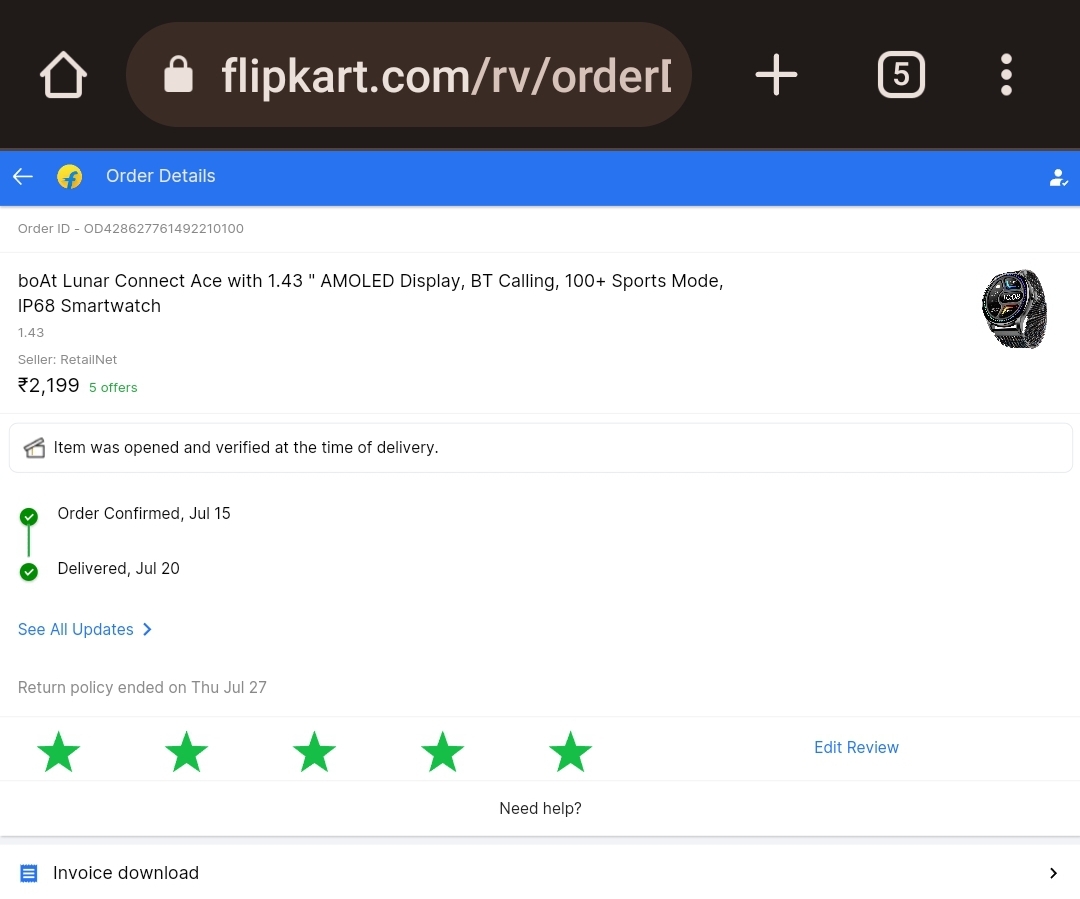 flipkart.com/rv/orderD
5
Order Details
Order ID - OD428627761492210100
boAt Lunar Connect Ace with 1.43 " AMOLED Display, BT Calling, 100+ Sports Mode,
IP68 Smartwatch
1.43
Seller: RetailNet
₹2,199 5 offers
Item was opened and verified at the time of delivery.
Order Confirmed, Jul 15
Delivered, Jul 20
See All Updates
Return policy ended on Thu Jul 27
Edit Review
Need help?
Invoice download